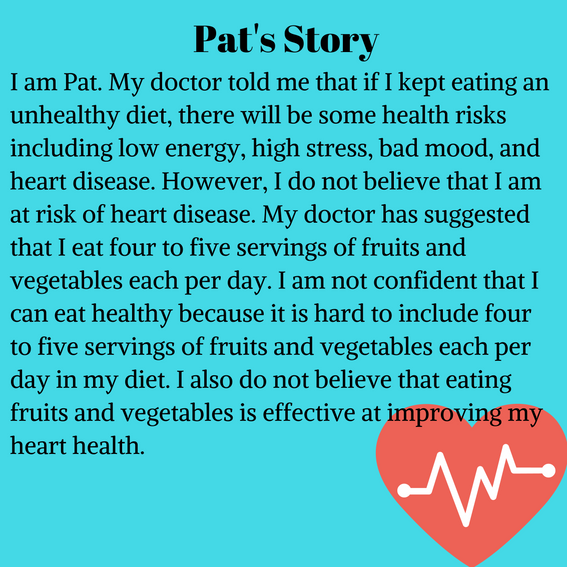 Pat's Story
I am Pat. My doctor told me that if I kept eating an
unhealthy diet, there will be some health risks
including low energy, high stress, bad mood, and
heart disease. However, I do not believe that I am
at risk of heart disease. My doctor has suggested
that I eat four to five servings of fruits and
vegetables each per day. I am not confident that I
can eat healthy because it is hard to include four
to five servings of fruits and vegetables each per
day in my diet. I also do not believe that eating
fruits and vegetables is effective at improving my
heart health.